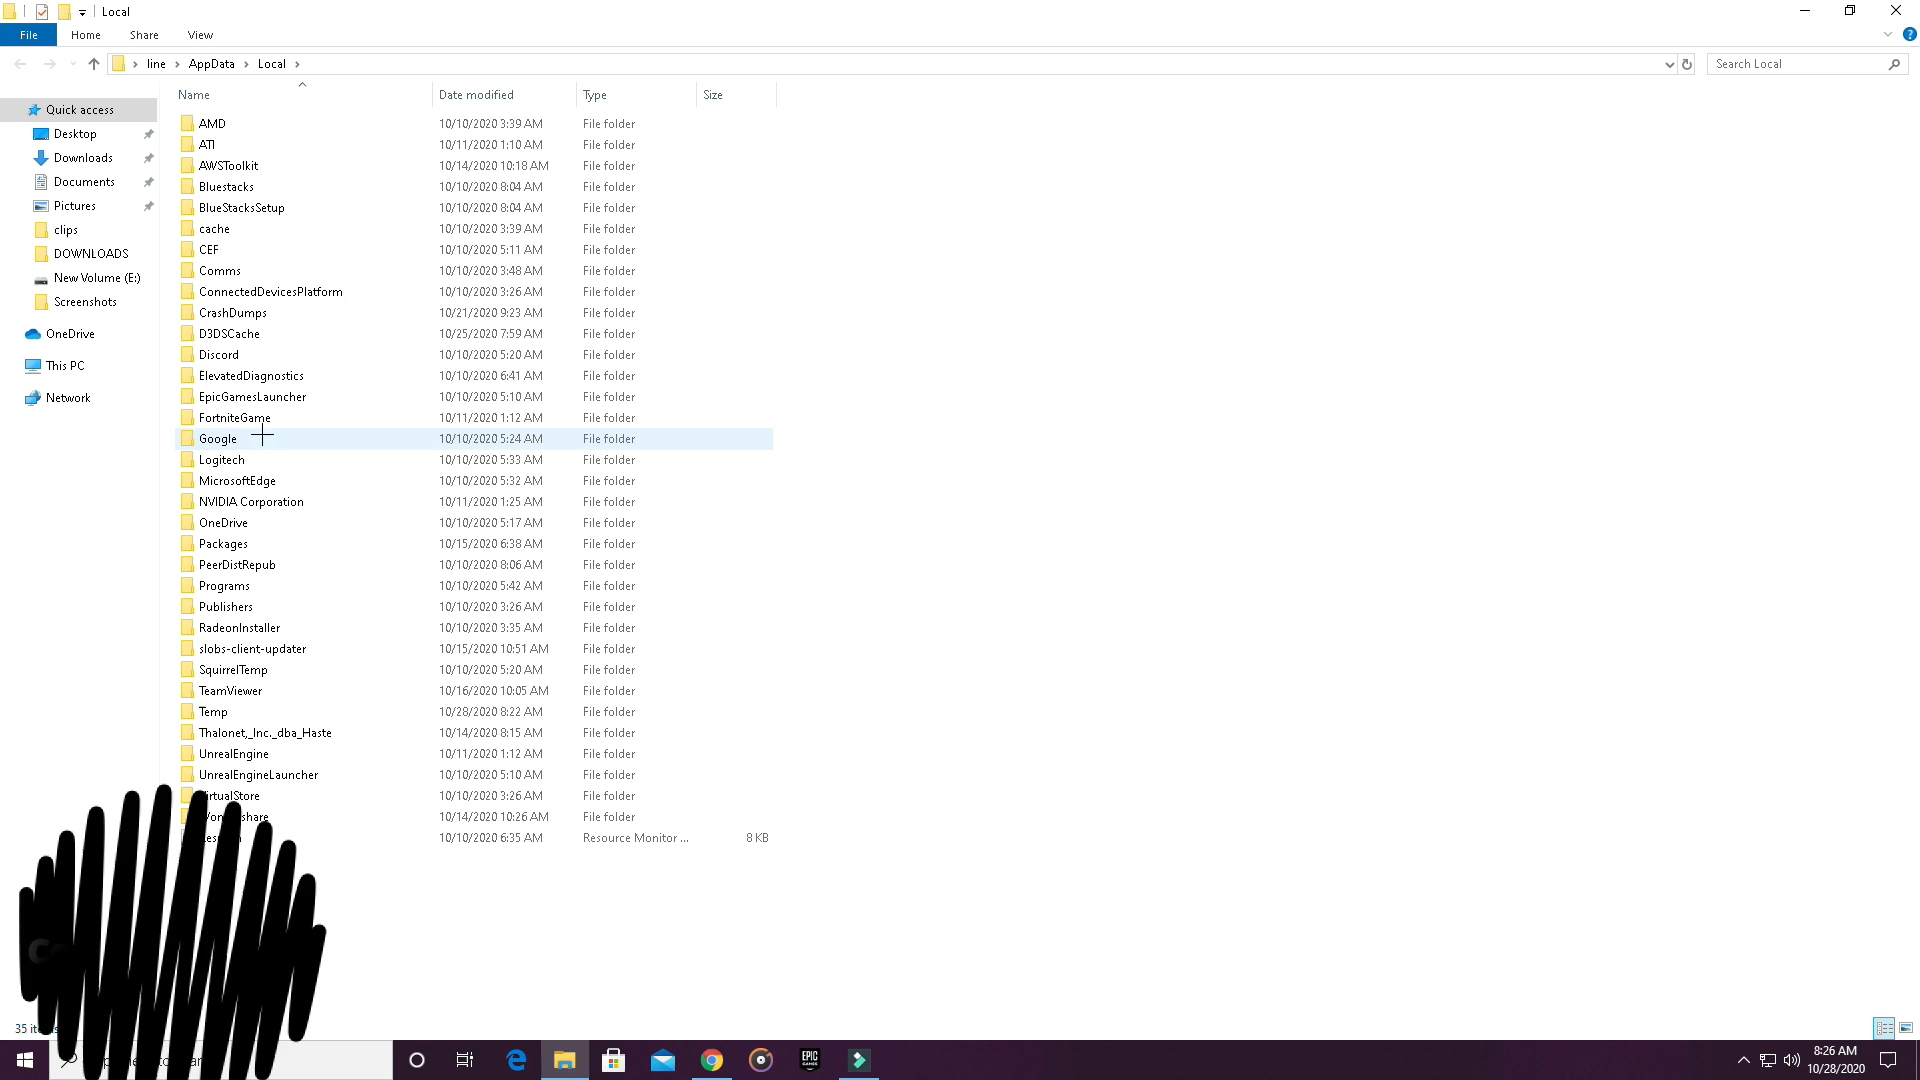 Local
File Home Share View
line AppData Local
Search Local
Name Date modified Type Size
Quick access
Desktop
Downloads
Documents
Pictures
clips
DOWNLOADS
New Volume (E:)
Screenshots
OneDrive
This PC
Network
AMD 10/10/2020 3:39 AM File folder
ATI 10/11/2020 1:10 AM File folder
AWSToolkit 10/14/2020 10:18 AM File folder
Bluestacks 10/10/2020 8:04 AM File folder
BlueStacksSetup 10/10/2020 8:04 AM File folder
cache 10/10/2020 3:39 AM File folder
CEF 10/10/2020 5:11 AM File folder
Comms 10/10/2020 3:48 AM File folder
ConnectedDevicesPlatform 10/10/2020 3:26 AM File folder
CrashDumps 10/21/2020 9:23 AM File folder
D3DSCache 10/25/2020 7:59 AM File folder
Discord 10/10/2020 5:20 AM File folder
ElevatedDiagnostics 10/10/2020 6:41 AM File folder
EpicGamesLauncher 10/10/2020 5:10 AM File folder
FortniteGame 10/11/2020 1:12 AM File folder
Google 10/10/2020 5:24 AM File folder
Logitech 10/10/2020 5:33 AM File folder
MicrosoftEdge 10/10/2020 5:32 AM File folder
NVIDIA Corporation 10/11/2020 1:25 AM File folder
OneDrive 10/10/2020 5:17 AM File folder
Packages 10/15/2020 6:38 AM File folder
PeerDistRepub 10/10/2020 8:06 AM File folder
Programs 10/10/2020 5:42 AM File folder
Publishers 10/10/2020 3:26 AM File folder
RadeonInstaller 10/10/2020 3:35 AM File folder
slobs-client-updater 10/15/2020 10:51 AM File folder
SquirrelTemp 10/10/2020 5:20 AM File folder
TeamViewer 10/16/2020 10:05 AM File folder
Temp 10/28/2020 8:22 AM File folder
Thalonet,_Inc._dba_Haste 10/14/2020 8:15 AM File folder
UnrealEngine 10/11/2020 1:12 AM File folder
UnrealEngineLauncher 10/10/2020 5:10 AM File folder
VirtualStore 10/10/2020 3:26 AM File folder
10/14/2020 10:26 AM File folder
10/10/2020 6:35 AM Resource Monitor ... 8 KB
35
EPIC
GAMES
8:26 AM
10/28/2020